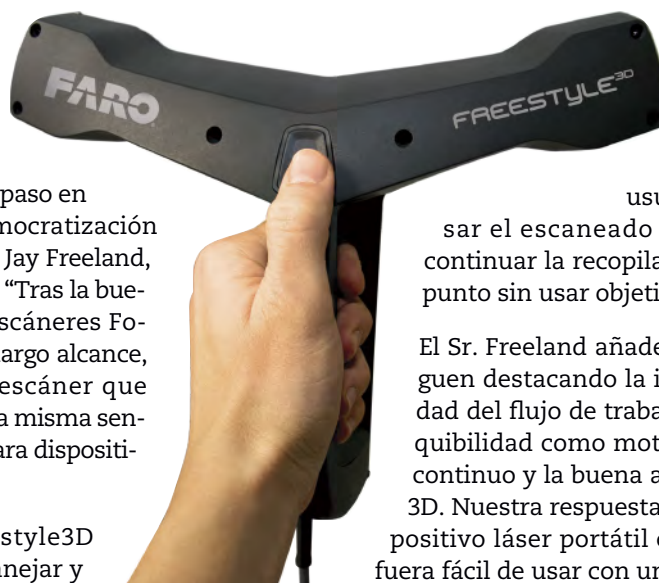 FARO
FREESTYLE3D
paso en
mocratización
Jay Freeland,
“Tras la bue-
scáneres Fo-
argo alcance,
escáner que
a misma sen-
ara dispositi-
style3D
anejar y
usu
sar el escaneado
continuar la recopila
punto sin usar objeti
El Sr. Freeland añade
guen destacando la i
dad del flujo de traba
quibilidad como mot
continuo y la buena a
3D. Nuestra respuesta
positivo láser portátil
fuera fácil de usar con un